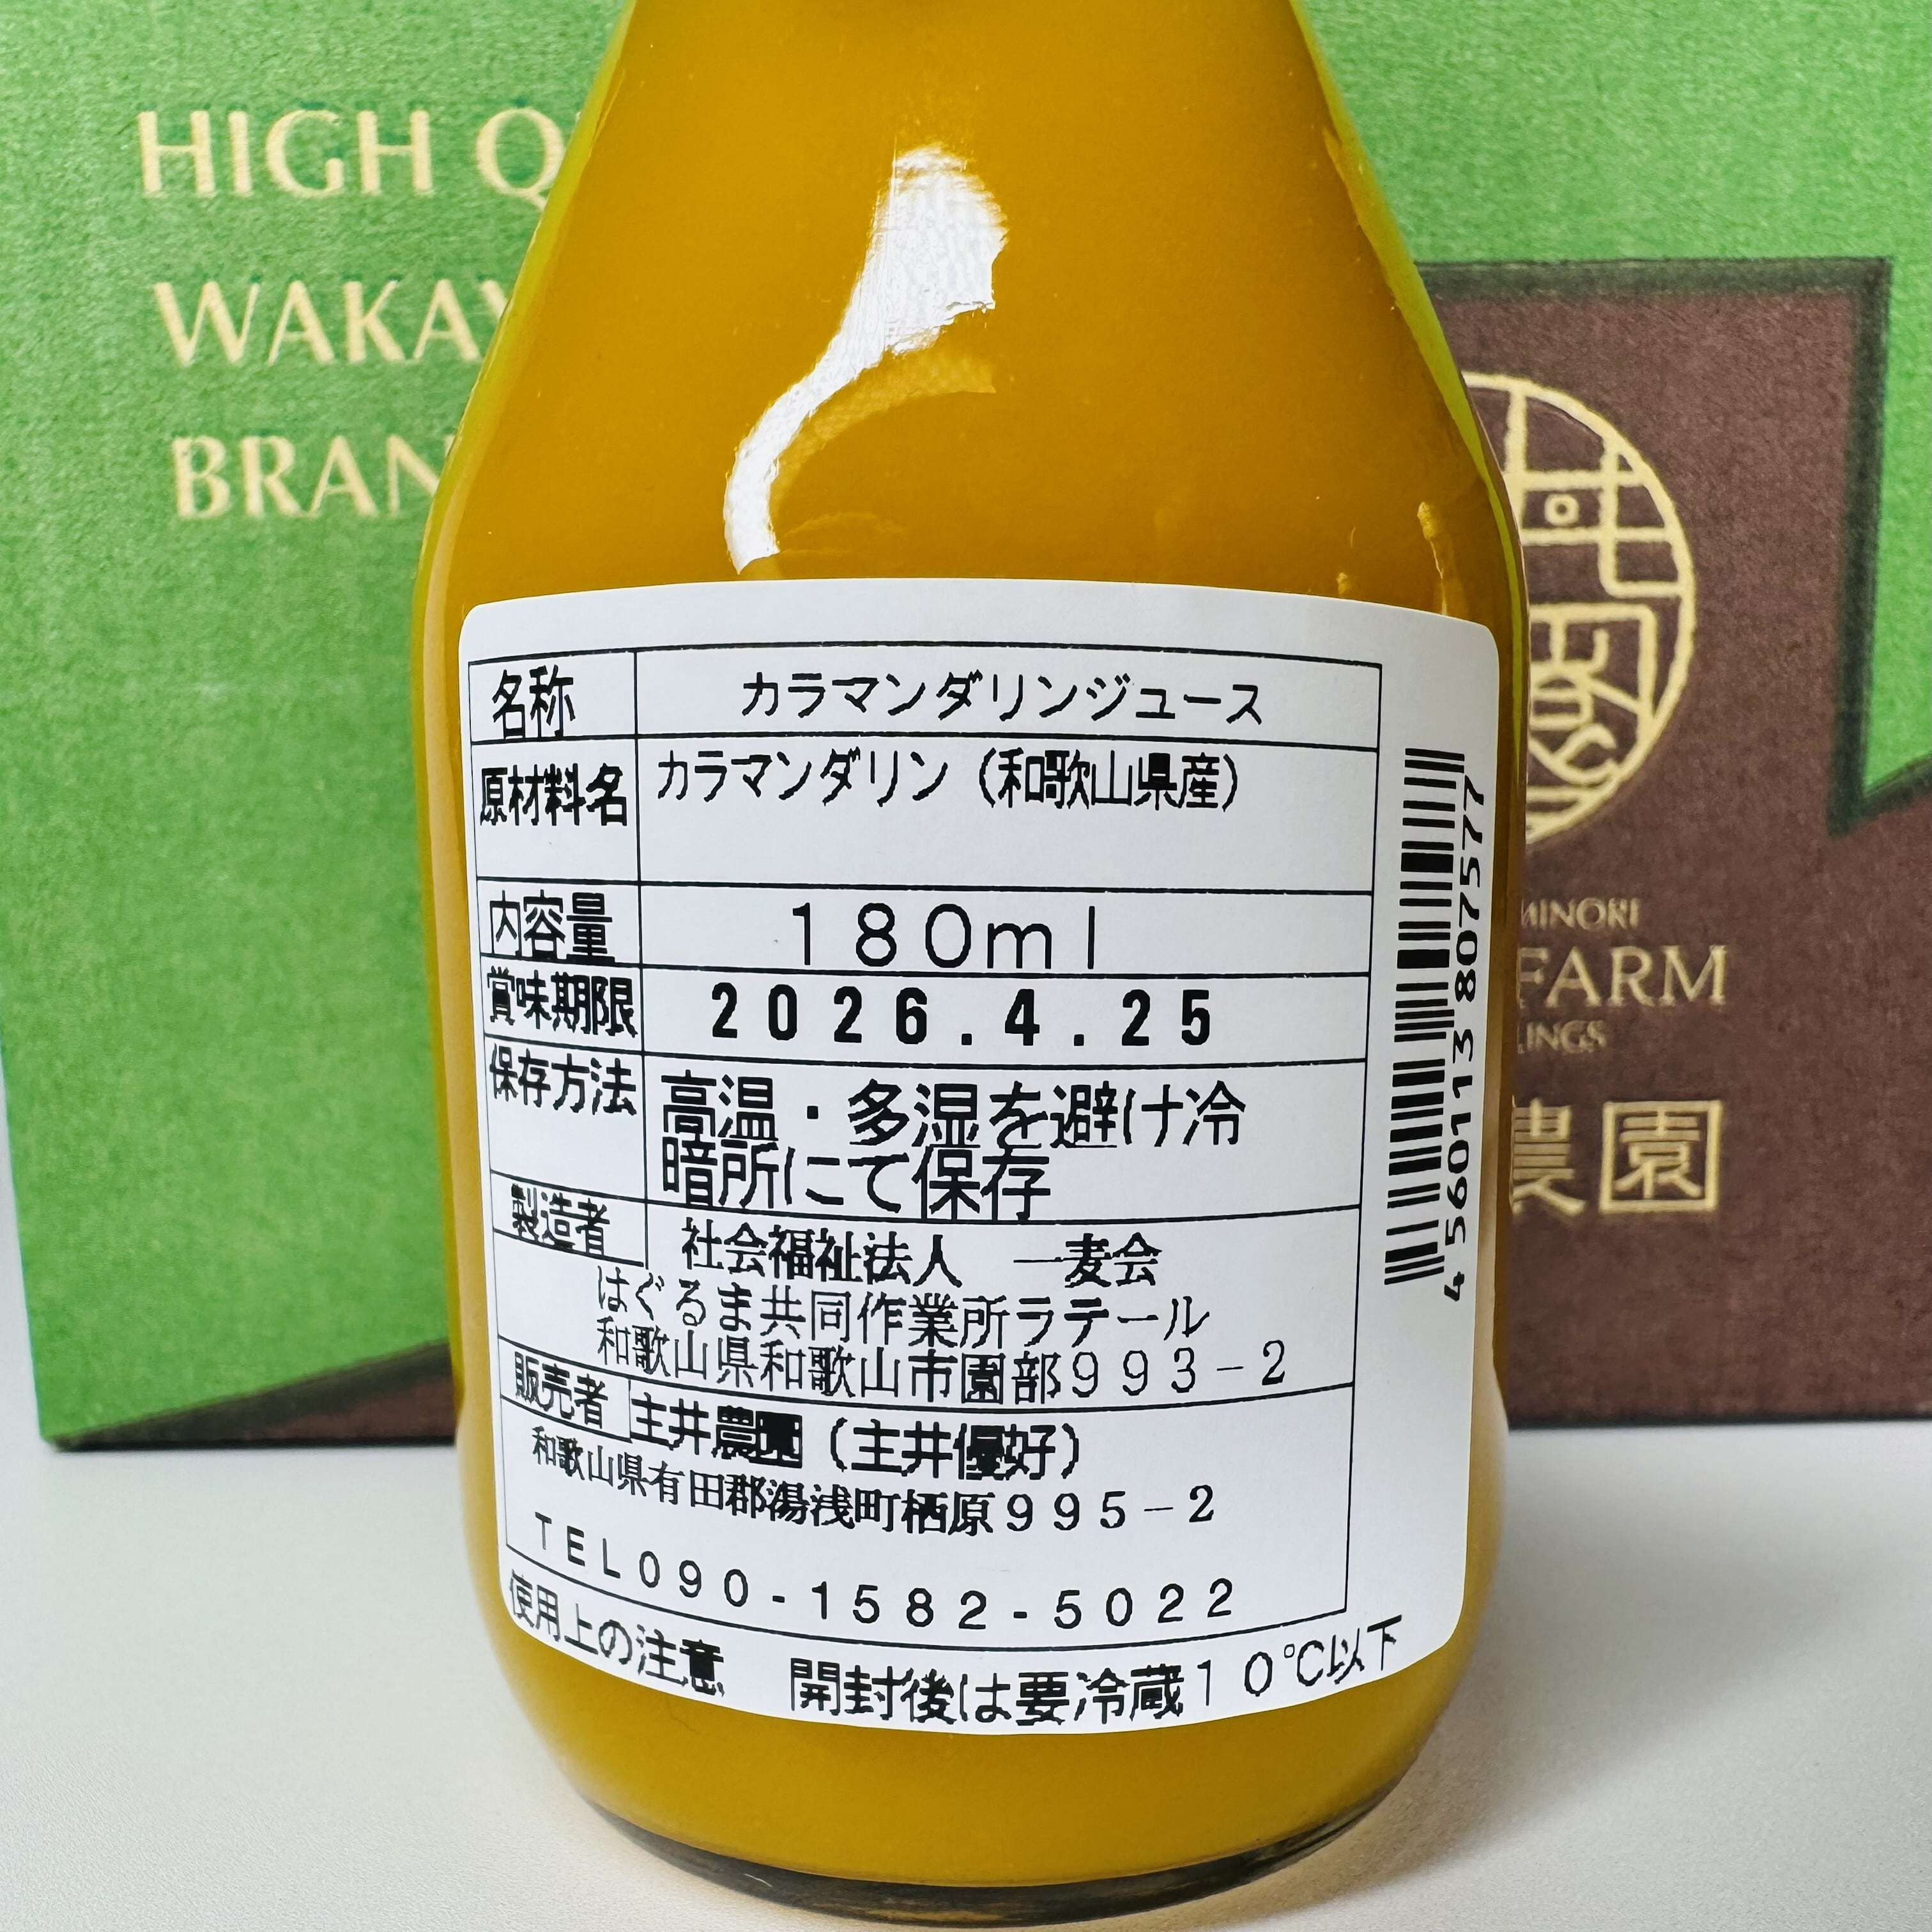 HIGH
WAKAY
BRAN
名称 カラマンダリンジュース
原材料名 カラマンダリン（和歌山県産）
内容量 180ml
賞味期限 2026.4.25
保存方法 高温・多湿を避け冷
暗所にて保存
製造者 社会福祉法人 一麦会
はぐるま共同作業所ラテール
和歌山県和歌山市園部993-2
販売者 主井農園（主井優好）
和歌山県有田郡湯浅町栖原995-2
TEL090-1582-5022
使用上の注意 開封後は要冷蔵10℃以下
4 560113 807577
MINORI
FARM
LINGS
農園